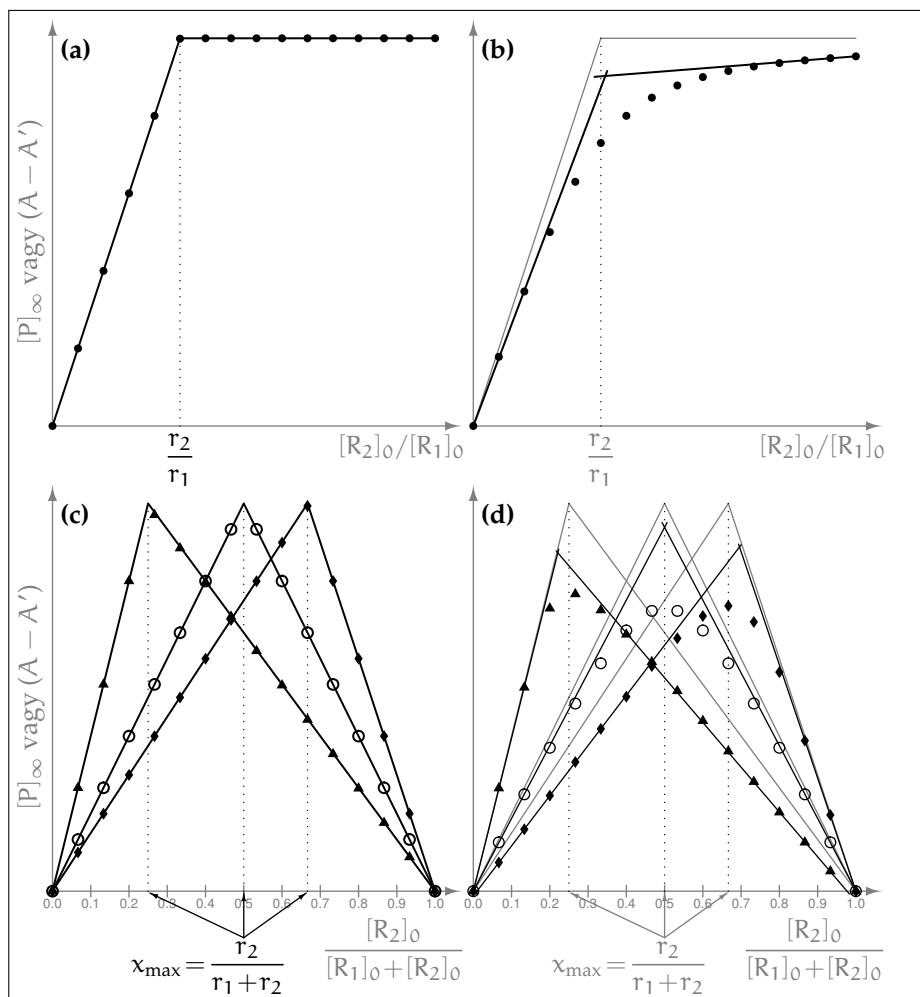 (a)
(b)
[P]∞ vagy (A − A′)
r₂/r₁
[R₂]₀/[R₁]₀
r₂/r₁
[R₂]₀/[R₁]₀
(c)
(d)
[P]∞ vagy (A − A′)
0.0 0.1 0.2 0.3 0.4 0.5 0.6 0.7 0.8 0.9 1.0
0.0 0.1 0.2 0.3 0.4 0.5 0.6 0.7 0.8 0.9 1.0
x_max = r₂/(r₁+r₂)
[R₂]₀/([R₁]₀+[R₂]₀)
x_max = r₂/(r₁+r₂)
[R₂]₀/([R₁]₀+[R₂]₀)